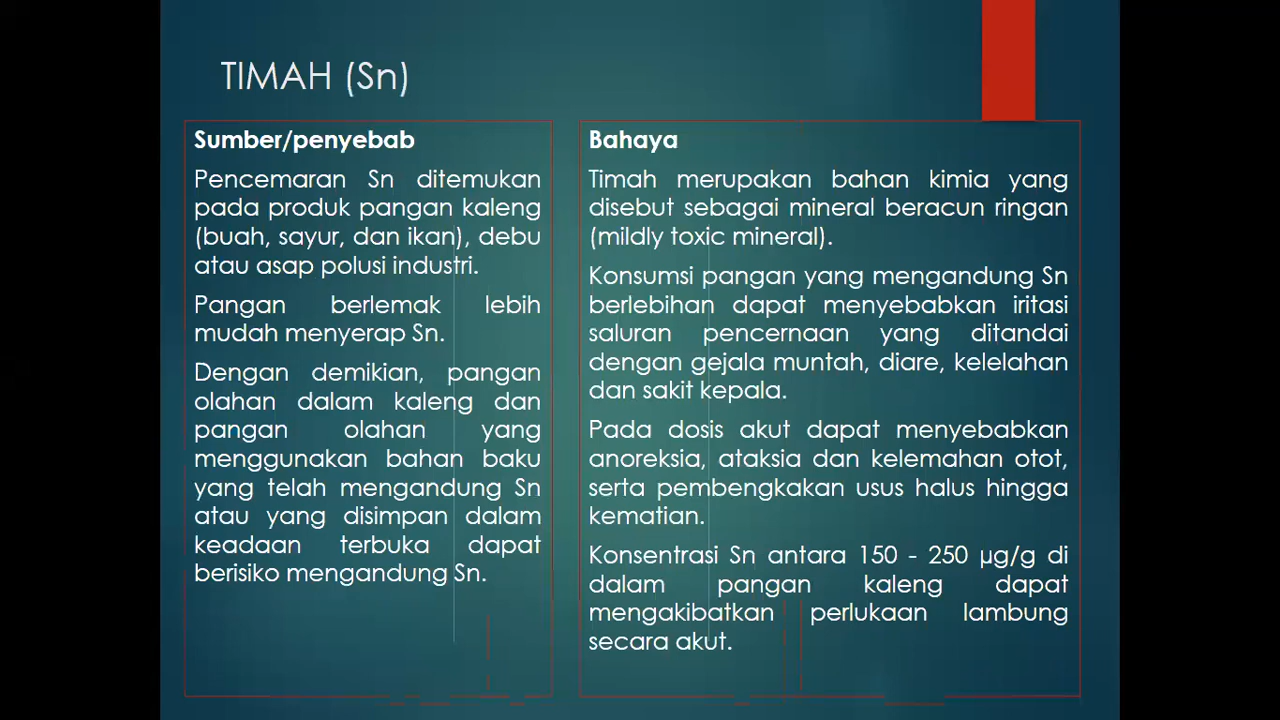 TIMAH (Sn)
Sumber/penyebab
Pencemaran Sn ditemukan
pada produk pangan kaleng
(buah, sayur, dan ikan), debu
atau asap polusi industri.
Pangan berlemak lebih
mudah menyerap Sn.
Dengan demikian, pangan
olahan dalam kaleng dan
pangan olahan yang
menggunakan bahan baku
yang telah mengandung Sn
atau yang disimpan dalam
keadaan terbuka dapat
berisiko mengandung Sn.
Bahaya
Timah merupakan bahan kimia yang
disebut sebagai mineral beracun ringan
(mildly toxic mineral).
Konsumsi pangan yang mengandung Sn
berlebihan dapat menyebabkan iritasi
saluran pencernaan yang ditandai
dengan gejala muntah, diare, kelelahan
dan sakit kepala.
Pada dosis akut dapat menyebabkan
anoreksia, ataksia dan kelemahan otot,
serta pembengkakan usus halus hingga
kematian.
Konsentrasi Sn antara 150 - 250 µg/g di
dalam pangan kaleng dapat
mengakibatkan perlukaan lambung
secara akut.